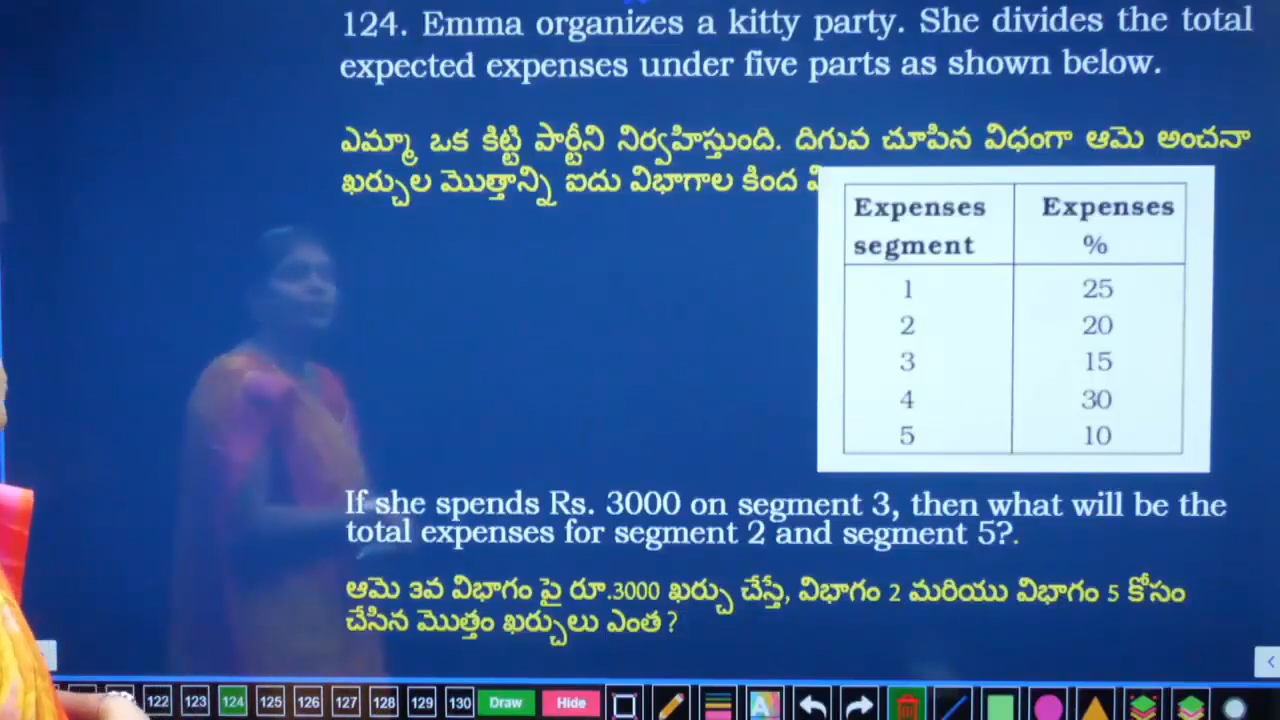 124. Emma organizes a kitty party. She divides the total
expected expenses under five parts as shown below.
ఎమ్మా ఒక కిట్టి పార్టీని నిర్వహిస్తుంది. దిగువ చూపిన విధంగా ఆమె అంచనా
ఖర్చుల మొత్తాన్ని ఐదు విభాగాల కింద
Expenses segment Expenses %
1 25
2 20
3 15
4 30
5 10
If she spends Rs. 3000 on segment 3, then what will be the
total expenses for segment 2 and segment 5?.
ఆమె 3వ విభాగం పై రూ.3000 ఖర్చు చేస్తే, విభాగం 2 మరియు విభాగం 5 కోసం
చేసిన మొత్తం ఖర్చులు ఎంత ?
122 123 124 125 126 127 128 129 130 Draw Hide A